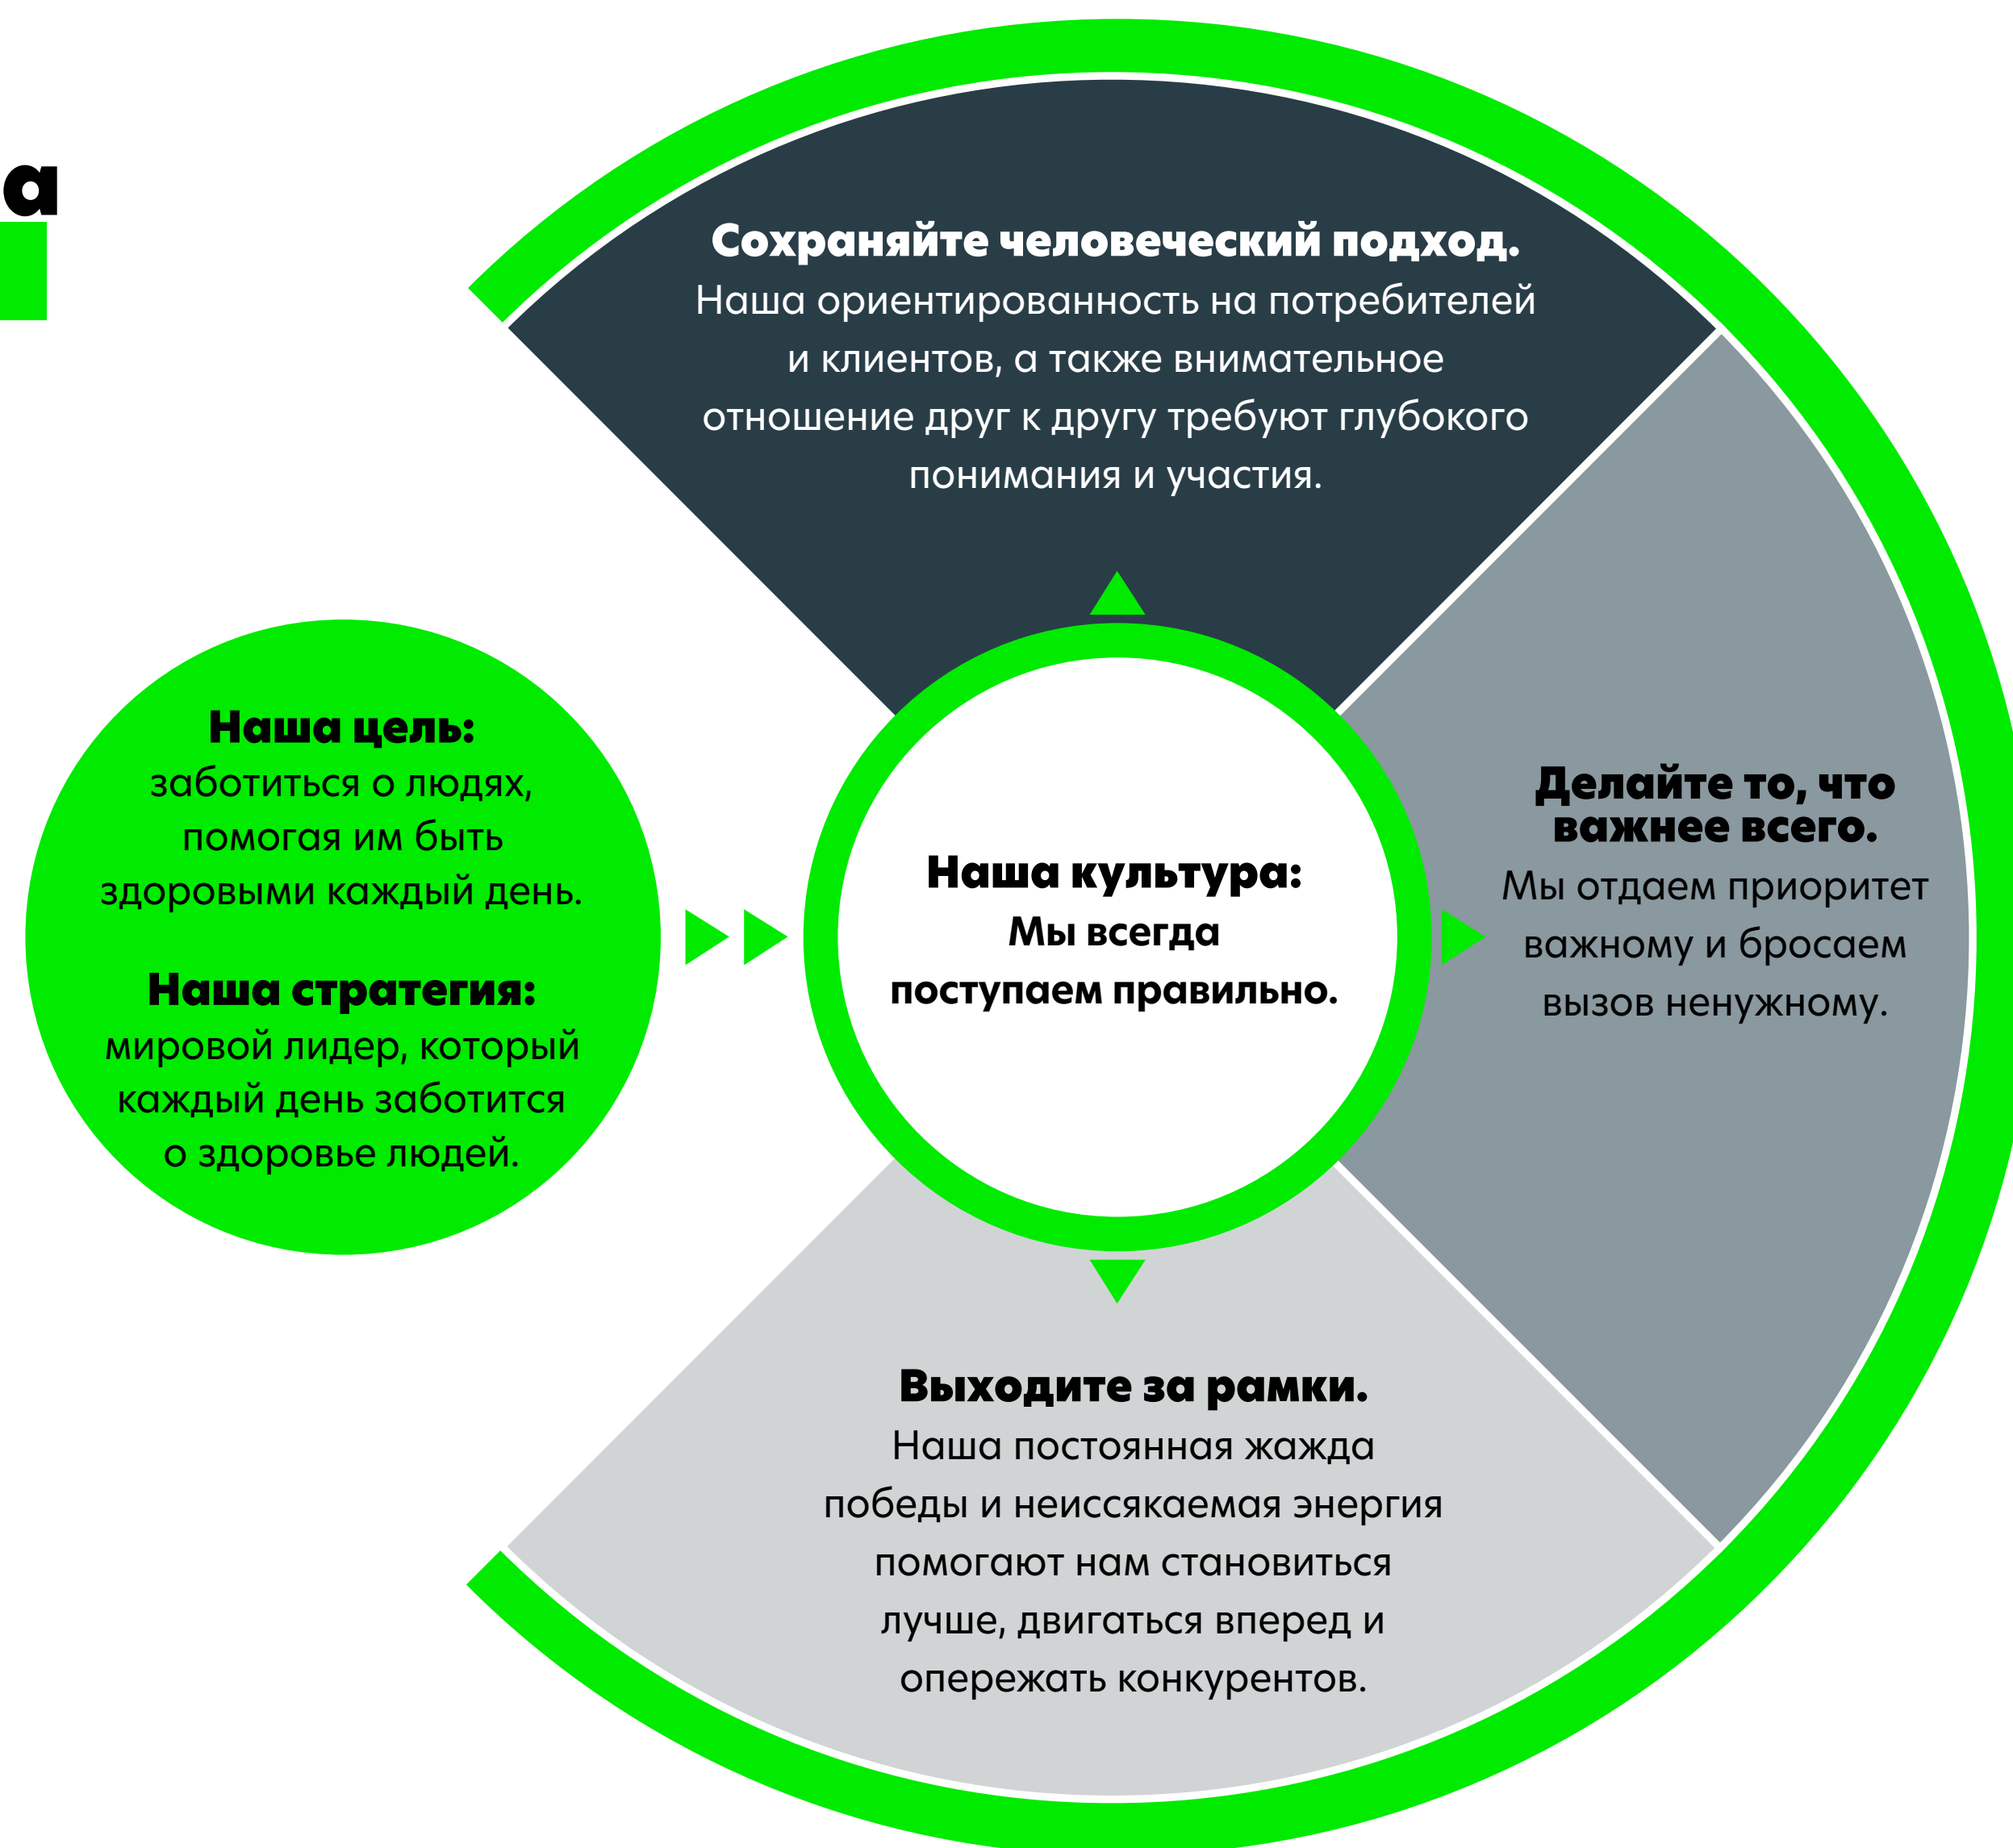 а
Сохраняйте человеческий подход.
Наша ориентированность на потребителей
и клиентов, а также внимательное
отношение друг к другу требуют глубокого
понимания и участия.
Наша цель:
заботиться о людях,
помогая им быть
здоровыми каждый день.
Наша стратегия:
мировой лидер, который
каждый день заботится
о здоровье людей.
Наша культура:
Мы всегда
поступаем правильно.
Делайте то, что
важнее всего.
Мы отдаем приоритет
важному и бросаем
вызов ненужному.
Выходите за рамки.
Наша постоянная жажда
победы и неиссякаемая энергия
помогают нам становиться
лучше, двигаться вперед и
опережать конкурентов.